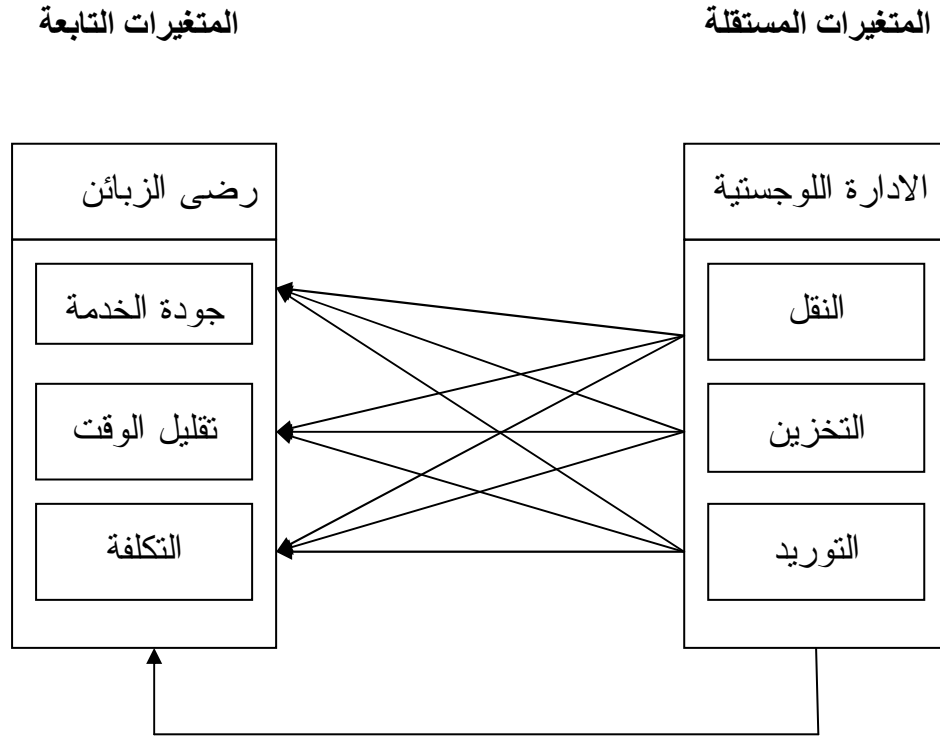 المتغيرات المستقلة
المتغيرات التابعة
الادارة اللوجستية
رضى الزبائن
النقل
جودة الخدمة
التخزين
تقليل الوقت
التوريد
التكلفة